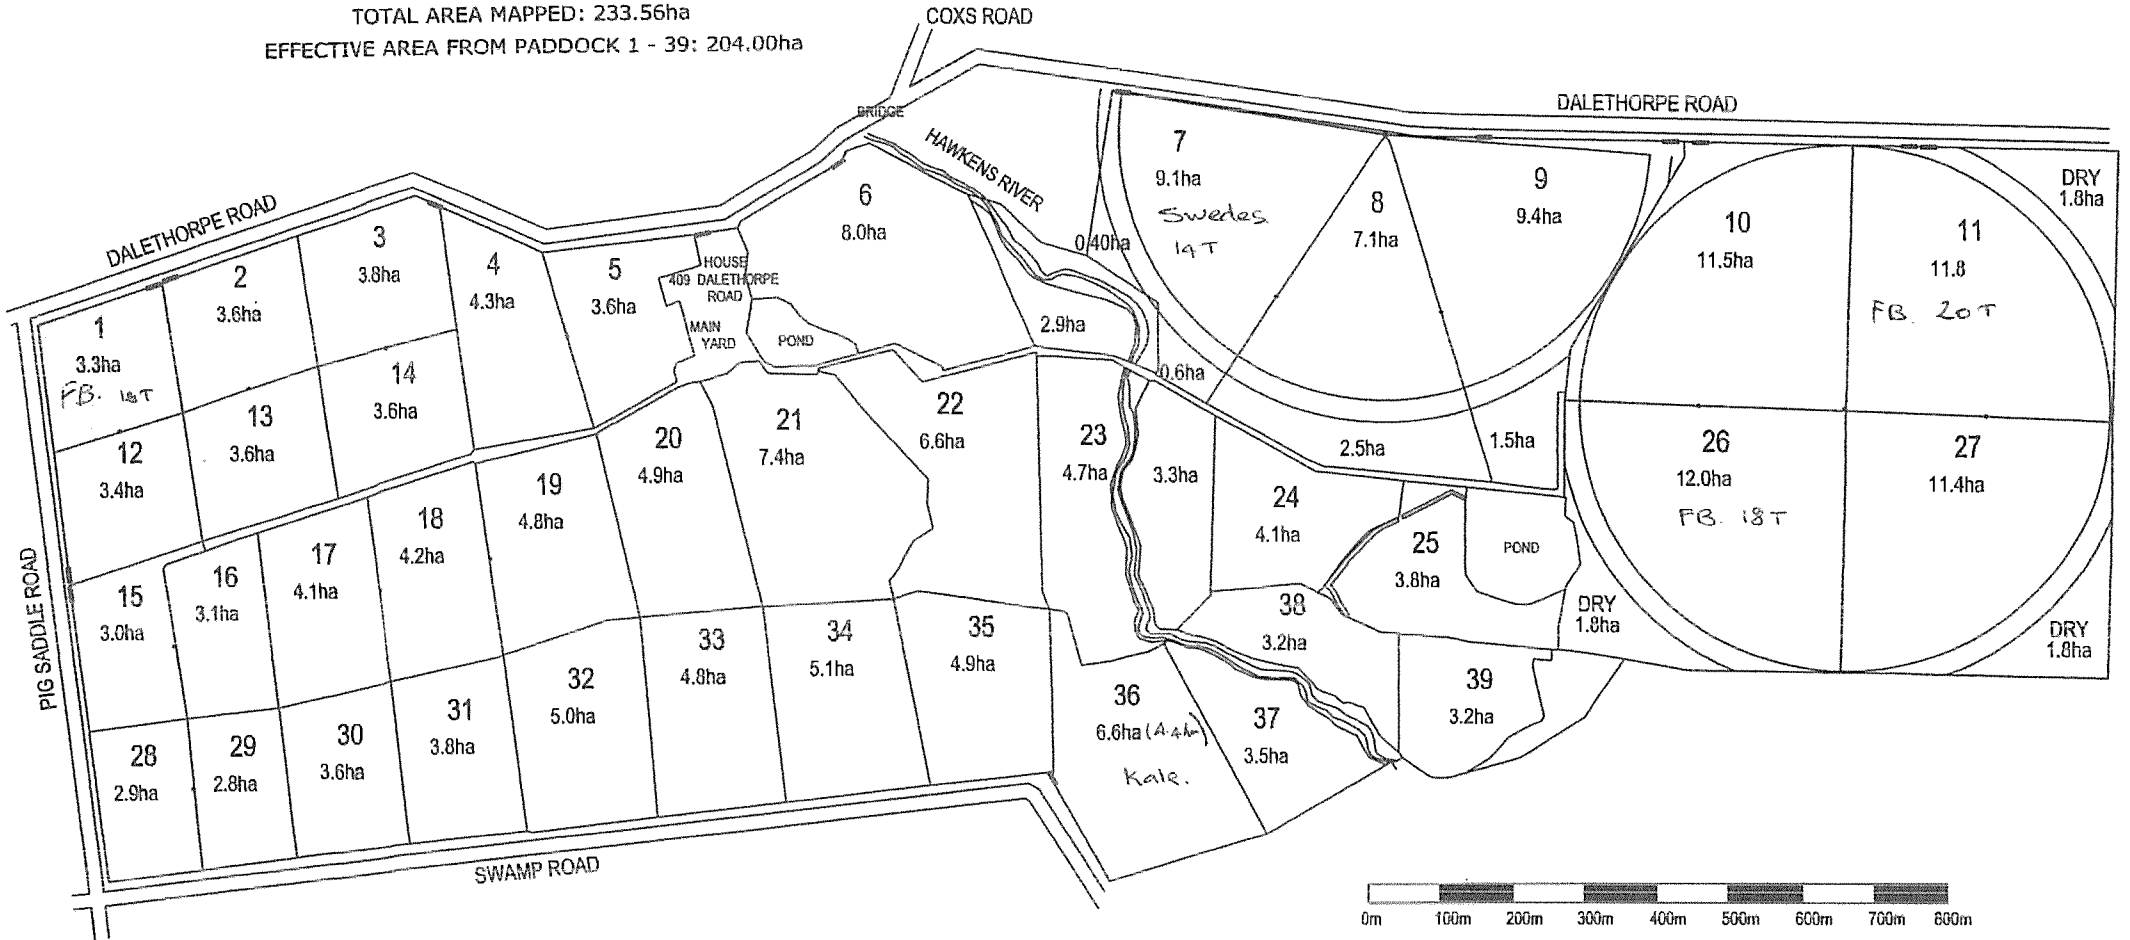 TOTAL AREA MAPPED: 233.56ha
EFFECTIVE AREA FROM PADDOCK 1 - 39: 204.00ha
COXS ROAD
BRIDGE
DALETHORPE ROAD
HAWKENS RIVER
DALETHORPE ROAD
PIG SADDLE ROAD
SWAMP ROAD
1
3.3ha
FB. 18T
2
3.6ha
3
3.8ha
4
4.3ha
5
3.6ha
HOUSE
409 DALETHORPE
ROAD
MAIN
YARD
POND
6
8.0ha
2.9ha
0.40ha
0.6ha
7
9.1ha
Swedes
14T
8
7.1ha
9
9.4ha
10
11.5ha
11
11.8
FB. 20T
DRY
1.8ha
12
3.4ha
13
3.6ha
14
3.6ha
15
3.0ha
16
3.1ha
17
4.1ha
18
4.2ha
19
4.8ha
20
4.9ha
21
7.4ha
22
6.6ha
23
4.7ha
3.3ha
24
4.1ha
2.5ha
1.5ha
25
3.8ha
POND
26
12.0ha
FB. 18T
27
11.4ha
DRY
1.8ha
DRY
1.8ha
28
2.9ha
29
2.8ha
30
3.6ha
31
3.8ha
32
5.0ha
33
4.8ha
34
5.1ha
35
4.9ha
36
6.6ha (4.4ha)
Kale.
37
3.5ha
38
3.2ha
39
3.2ha
0m 100m 200m 300m 400m 500m 600m 700m 800m